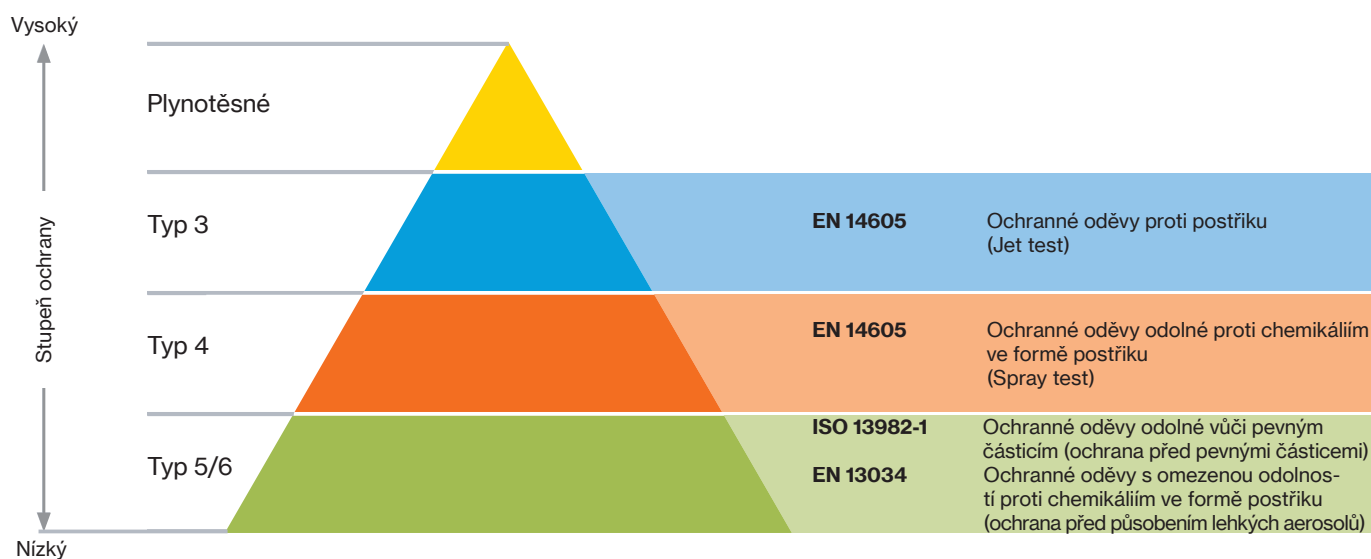 Vysoký
Stupeň ochrany
Nízký
Plynotěsné
Typ 3
EN 14605
Ochranné oděvy proti postřiku
(Jet test)
Typ 4
EN 14605
Ochranné oděvy odolné proti chemikáliím
ve formě postřiku
(Spray test)
Typ 5/6
ISO 13982-1
Ochranné oděvy odolné vůči pevným
částicím (ochrana před pevnými částicemi)
EN 13034
Ochranné oděvy s omezenou odolnos-
tí proti chemikáliím ve formě postřiku
(ochrana před působením lehkých aerosolů)